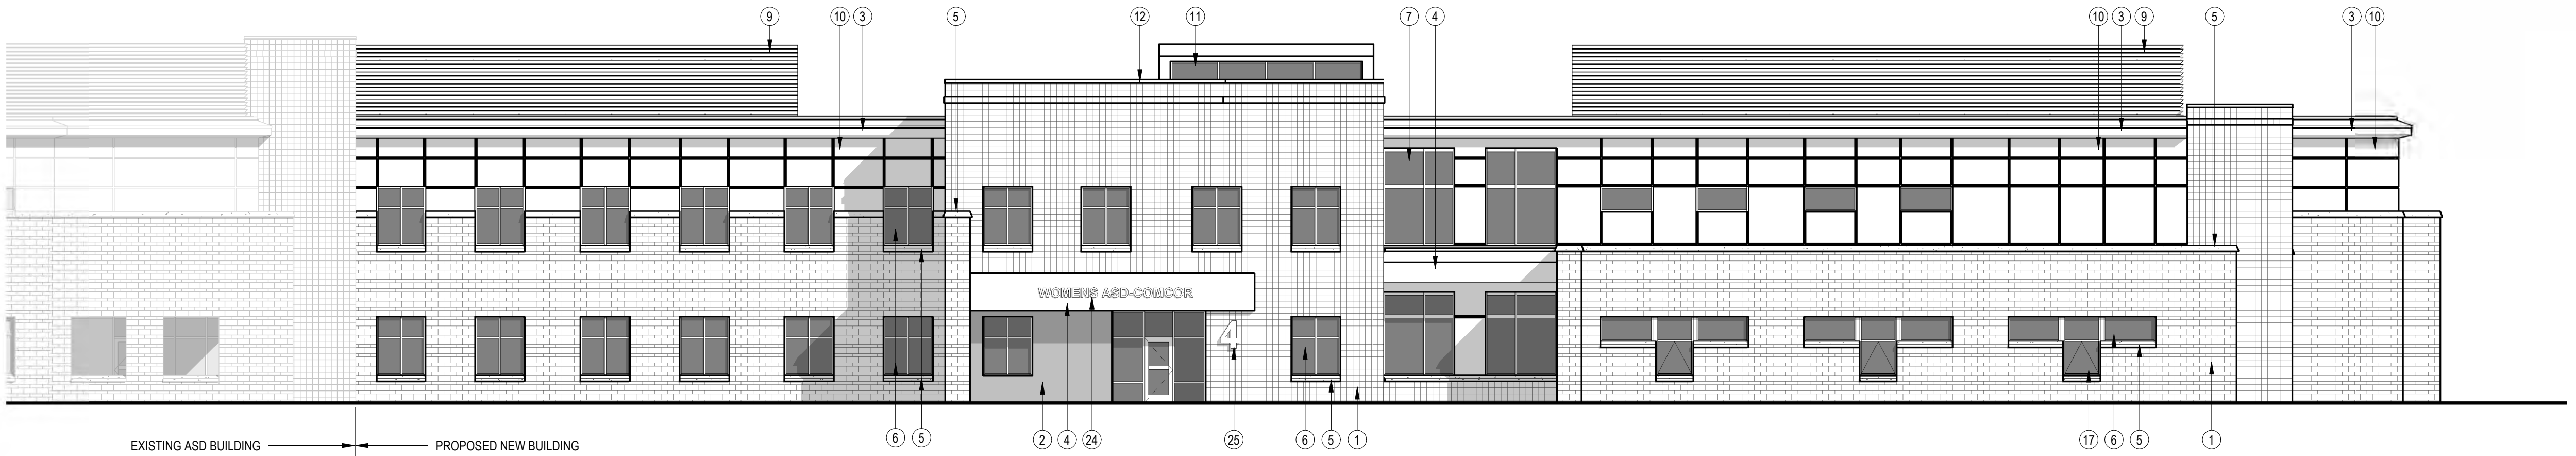 9 10 3 5 12 11 7 4 10 3 9 5 3 10
WOMENS ASD-COMCOR
4
EXISTING ASD BUILDING PROPOSED NEW BUILDING
6 5 2 4 24 25 6 5 1 17 6 5 1